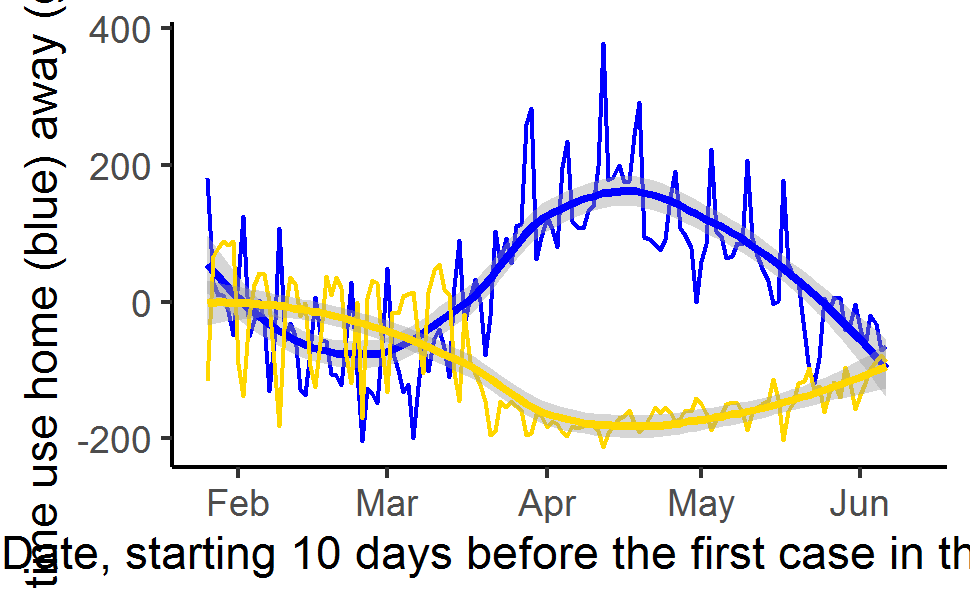 time use home (blue) away (
400
200
0
-200
Feb Mar Apr May Jun
Date, starting 10 days before the first case in th